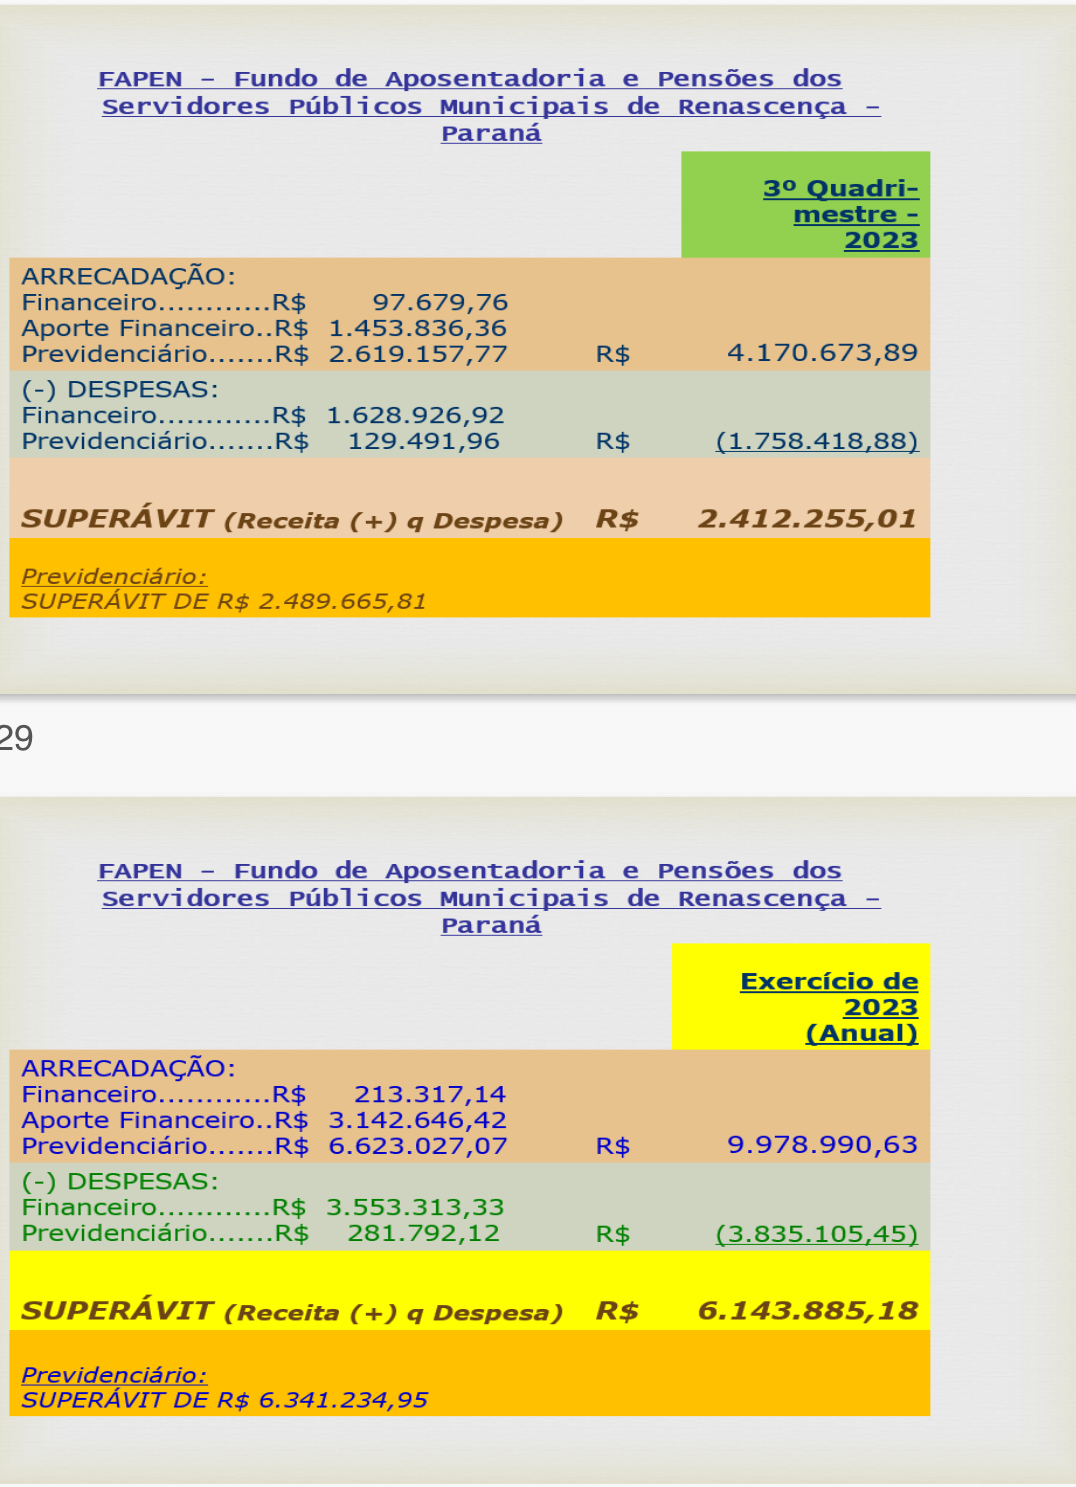 FAPEN – Fundo de Aposentadoria e Pensões dos
Servidores Públicos Municipais de Renascença –
Paraná
3º Quadri-
mestre -
2023
ARRECADAÇÃO:
Financeiro............R$ 97.679,76
Aporte Financeiro..R$ 1.453.836,36
Previdenciário.......R$ 2.619.157,77 R$ 4.170.673,89
(-) DESPESAS:
Financeiro............R$ 1.628.926,92
Previdenciário.......R$ 129.491,96 R$ (1.758.418,88)
SUPERÁVIT (Receita (+) q Despesa) R$ 2.412.255,01
Previdenciário:
SUPERÁVIT DE R$ 2.489.665,81
29
FAPEN – Fundo de Aposentadoria e Pensões dos
Servidores Públicos Municipais de Renascença –
Paraná
Exercício de
2023
(Anual)
ARRECADAÇÃO:
Financeiro............R$ 213.317,14
Aporte Financeiro..R$ 3.142.646,42
Previdenciário.......R$ 6.623.027,07 R$ 9.978.990,63
(-) DESPESAS:
Financeiro............R$ 3.553.313,33
Previdenciário.......R$ 281.792,12 R$ (3.835.105,45)
SUPERÁVIT (Receita (+) q Despesa) R$ 6.143.885,18
Previdenciário:
SUPERÁVIT DE R$ 6.341.234,95